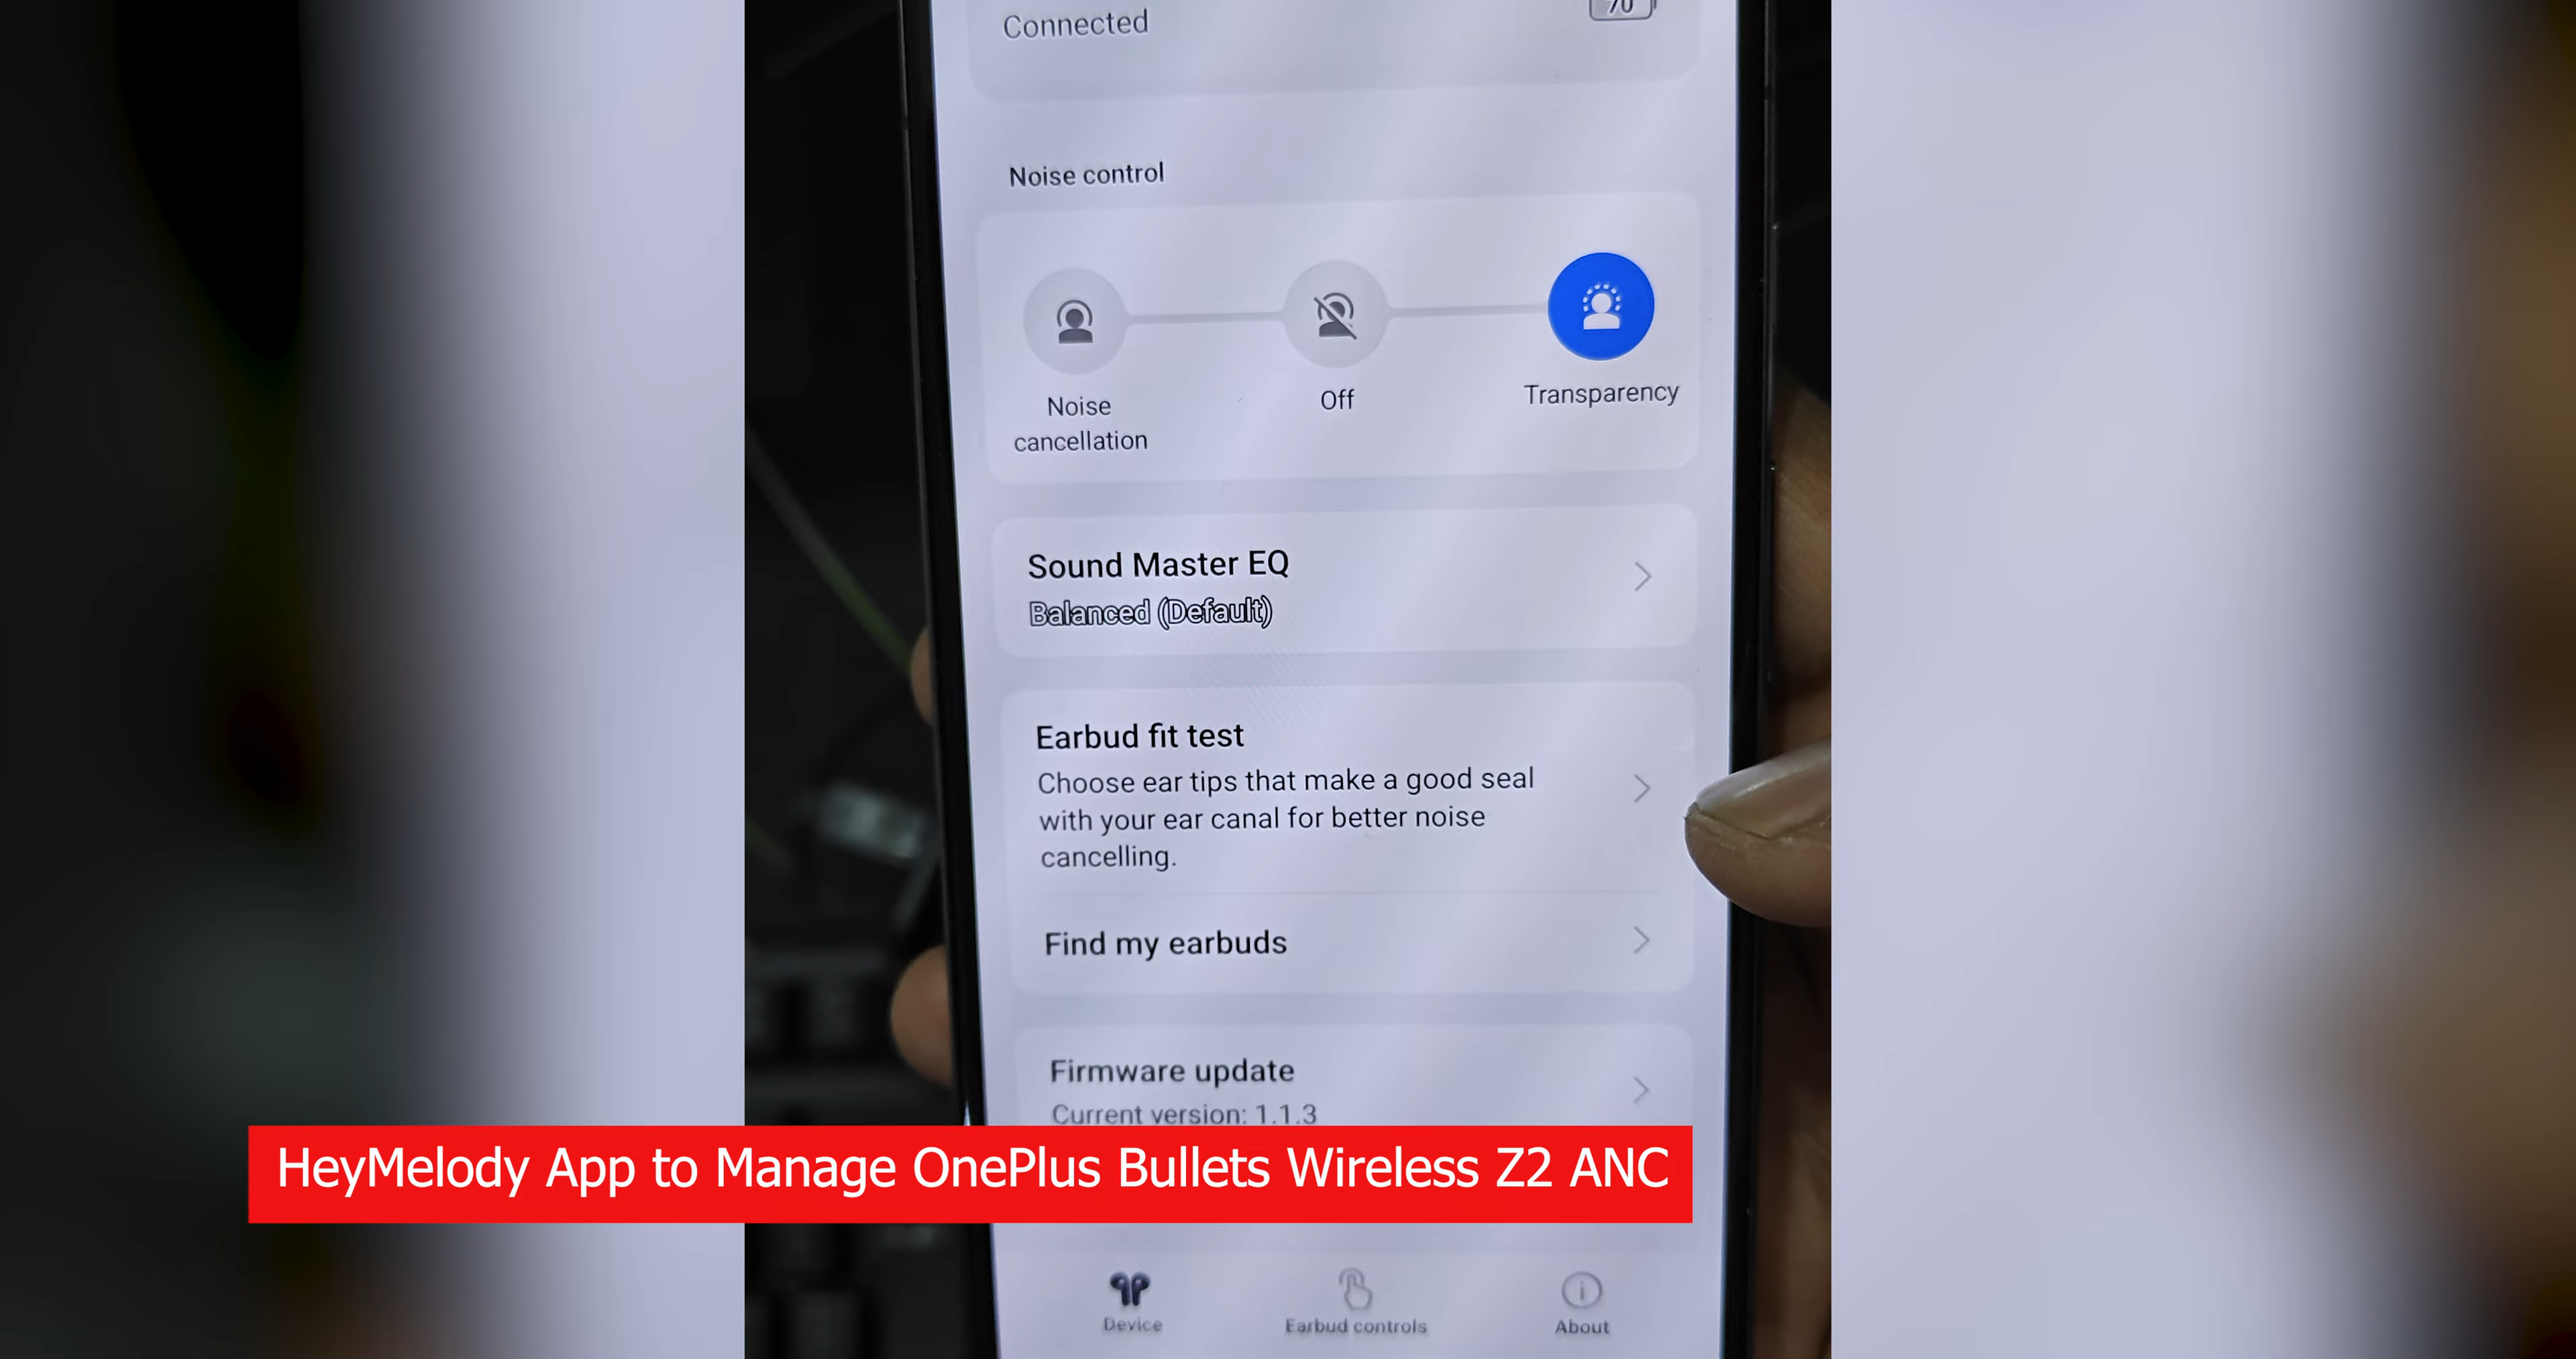 Connected
70
Noise control
Noise
cancellation
Off
Transparency
Sound Master EQ
Balanced (Default)
Earbud fit test
Choose ear tips that make a good seal
with your ear canal for better noise
cancelling.
Find my earbuds
Firmware update
Current version: 1.1.3
HeyMelody App to Manage OnePlus Bullets Wireless Z2 ANC
Device
Earbud controls
About